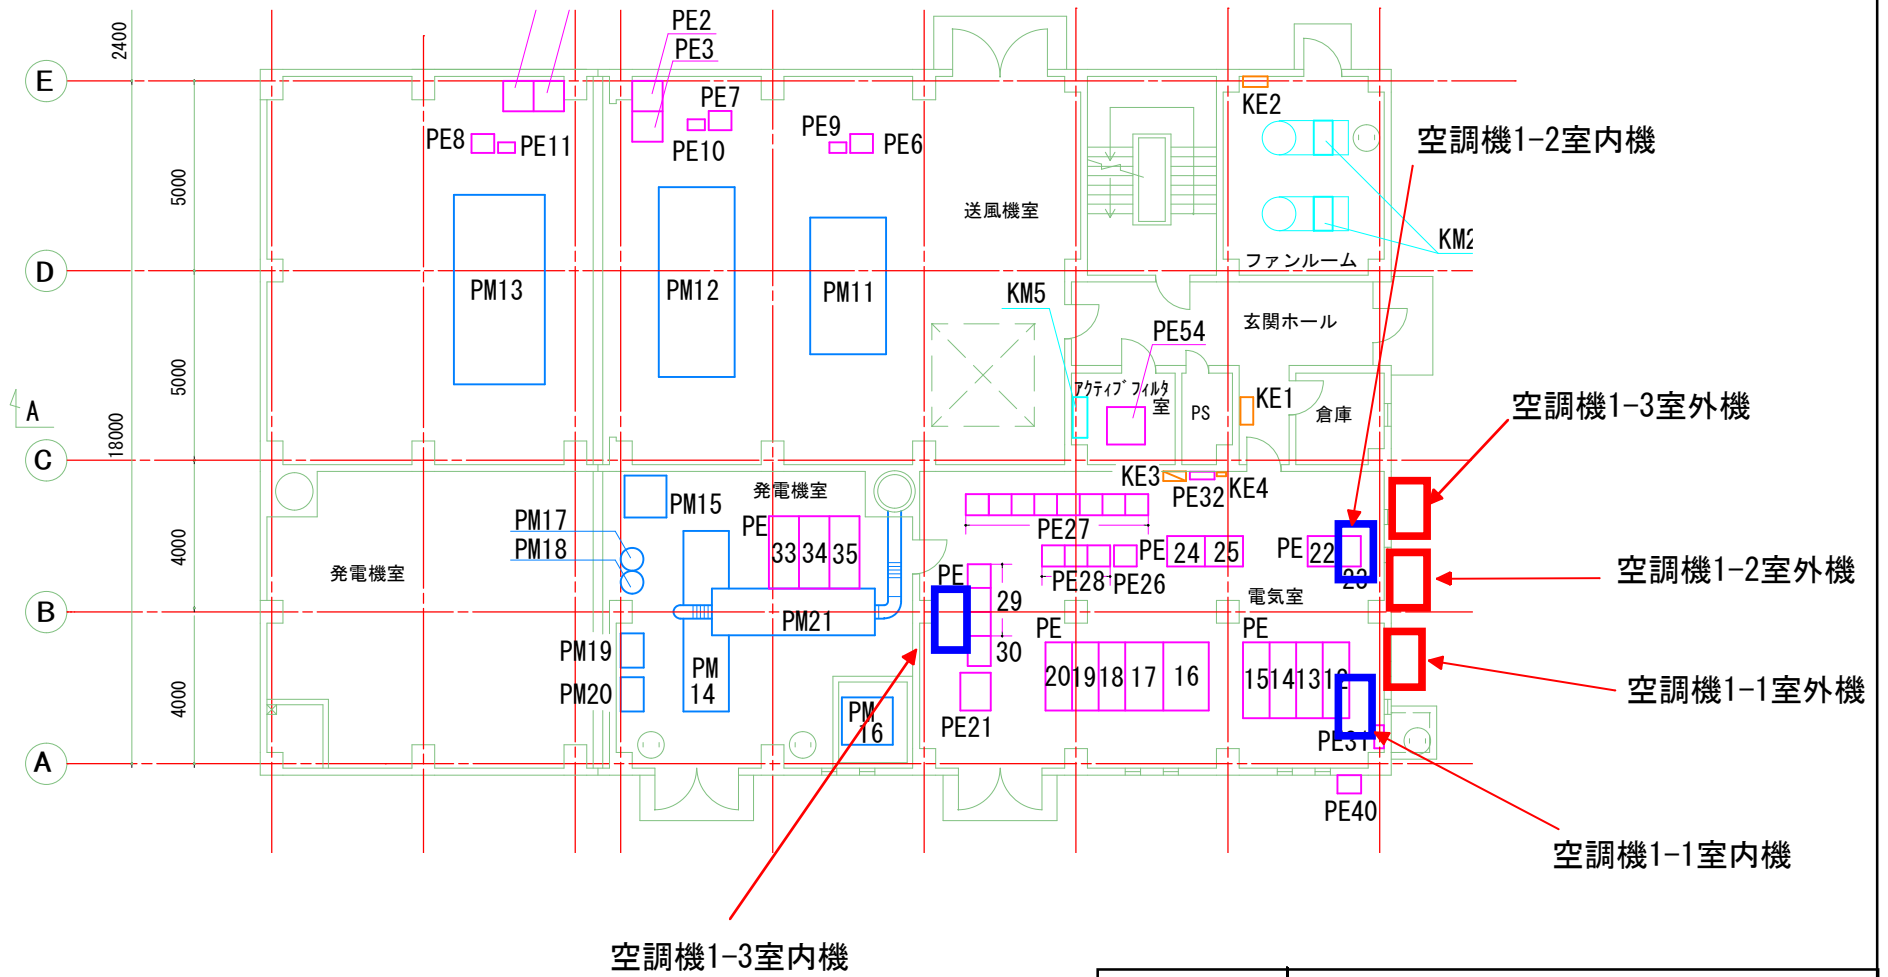 2400
PE2
PE3
E
KE2
PE7
PE9
空調機1-2室内機
PE8
PE11
PE10
PE6
5000
送風機室
KM2
ファンルーム
D
PM13
PM12
PM11
KM5
玄関ホール
PE54
5000
アクティブフィルタ
室
PS
KE1
倉庫
空調機1-3室外機
A
18000
C
KE3
PE32
KE4
発電機室
PM15
PM17
PM18
PE
33
34
35
PE27
PE
24
25
PE
22
23
4000
発電機室
PE28
PE26
空調機1-2室外機
PE
29
電気室
B
PM21
PE
PE
30
PM19
PM
14
20
19
18
17
16
15
14
13
12
空調機1-1室外機
PM20
4000
PM
16
PE21
PE31
A
PE40
空調機1-1室内機
空調機1-3室内機